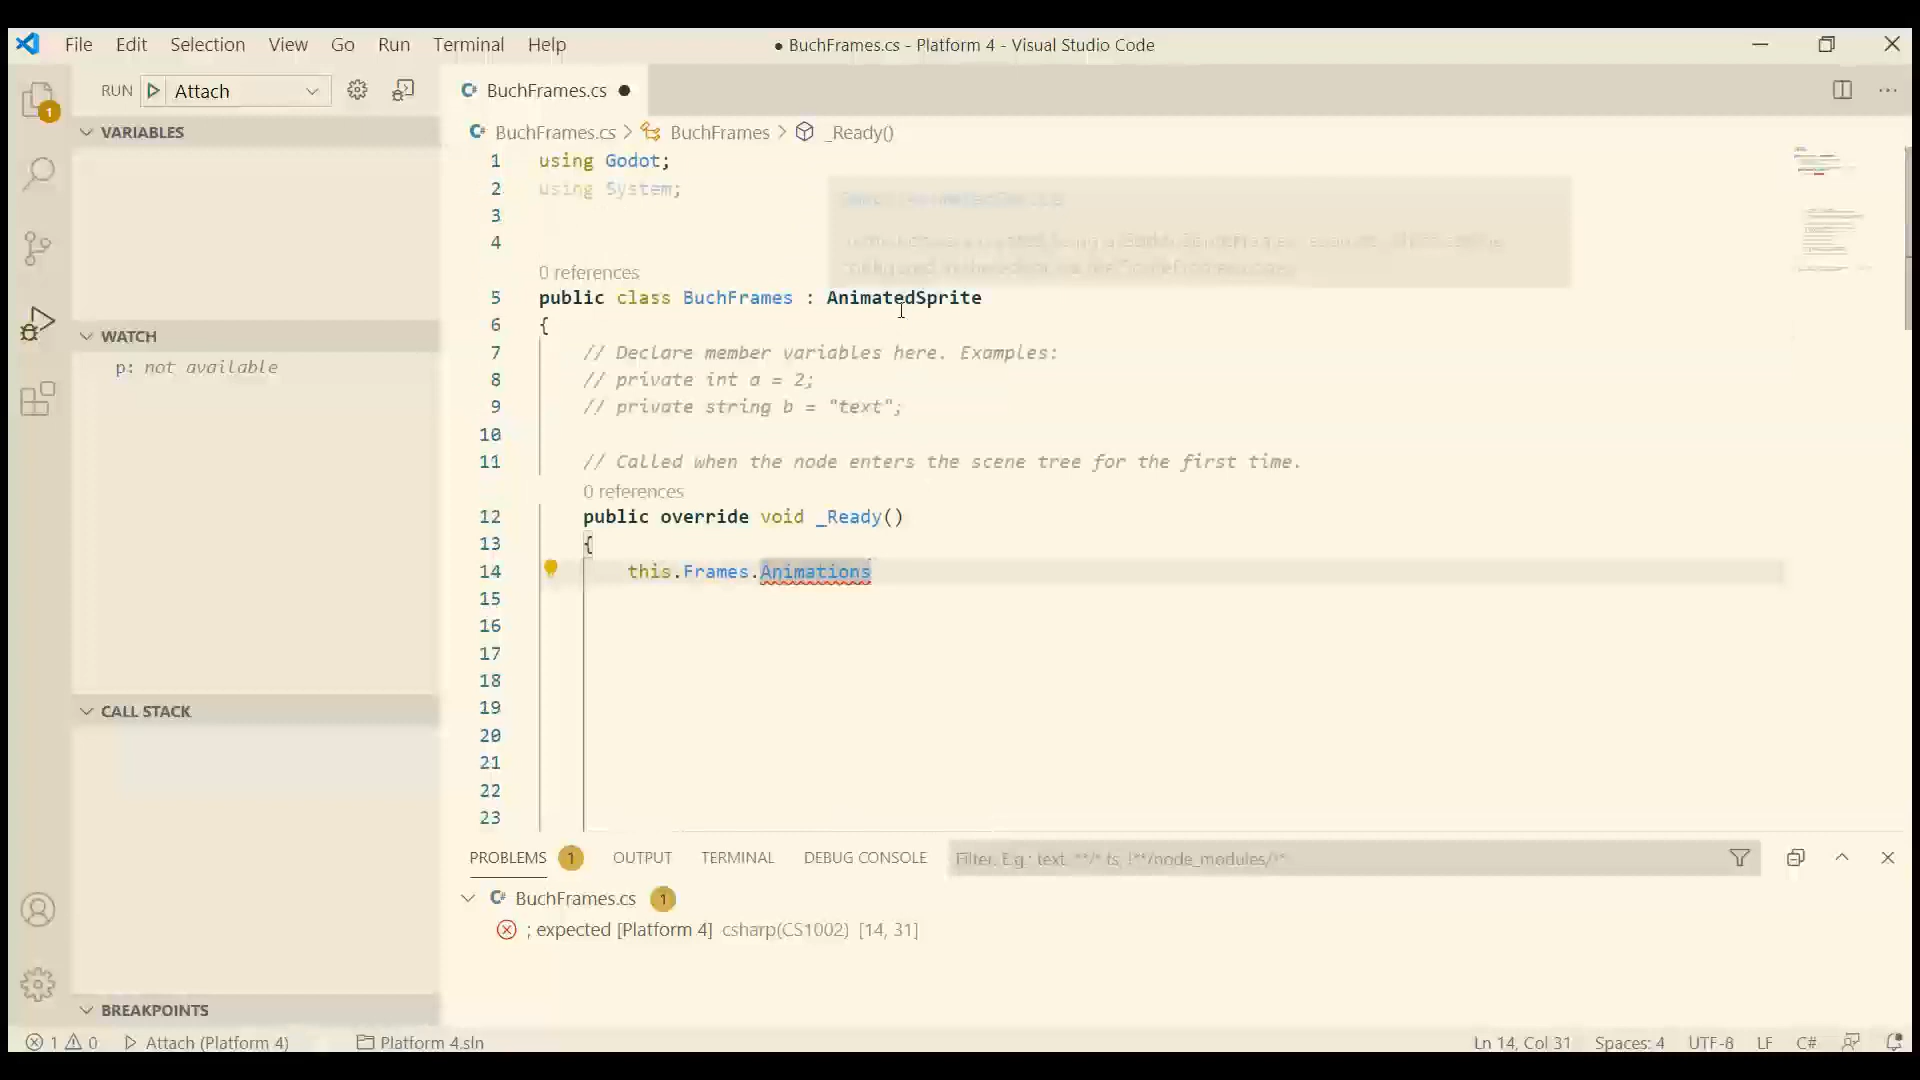 File Edit Selection View Go Run Terminal Help ● BuchFrames.cs - Platform 4 - Visual Studio Code
RUN Attach
BuchFrames.cs ●
1
VARIABLES
BuchFrames.cs > BuchFrames > _Ready()
1 using Godot;
2 using System;
3
4
0 references
5 public class BuchFrames : AnimatedSprite
6 {
WATCH
p: not available
7 // Declare member variables here. Examples:
8 // private int a = 2;
9 // private string b = "text";
10
11 // Called when the node enters the scene tree for the first time.
0 references
12 public override void _Ready()
13 {
14 this.Frames.Animations
15
16
17
18
19
20
21
22
23
CALL STACK
PROBLEMS 1 OUTPUT TERMINAL DEBUG CONSOLE Filter. E.g.: text, **/*.ts, !**/node_modules/**
BuchFrames.cs 1
; expected [Platform 4] csharp(CS1002) [14, 31]
BREAKPOINTS
1 0 Attach (Platform 4) Platform 4.sln Ln 14, Col 31 Spaces: 4 UTF-8 LF C#